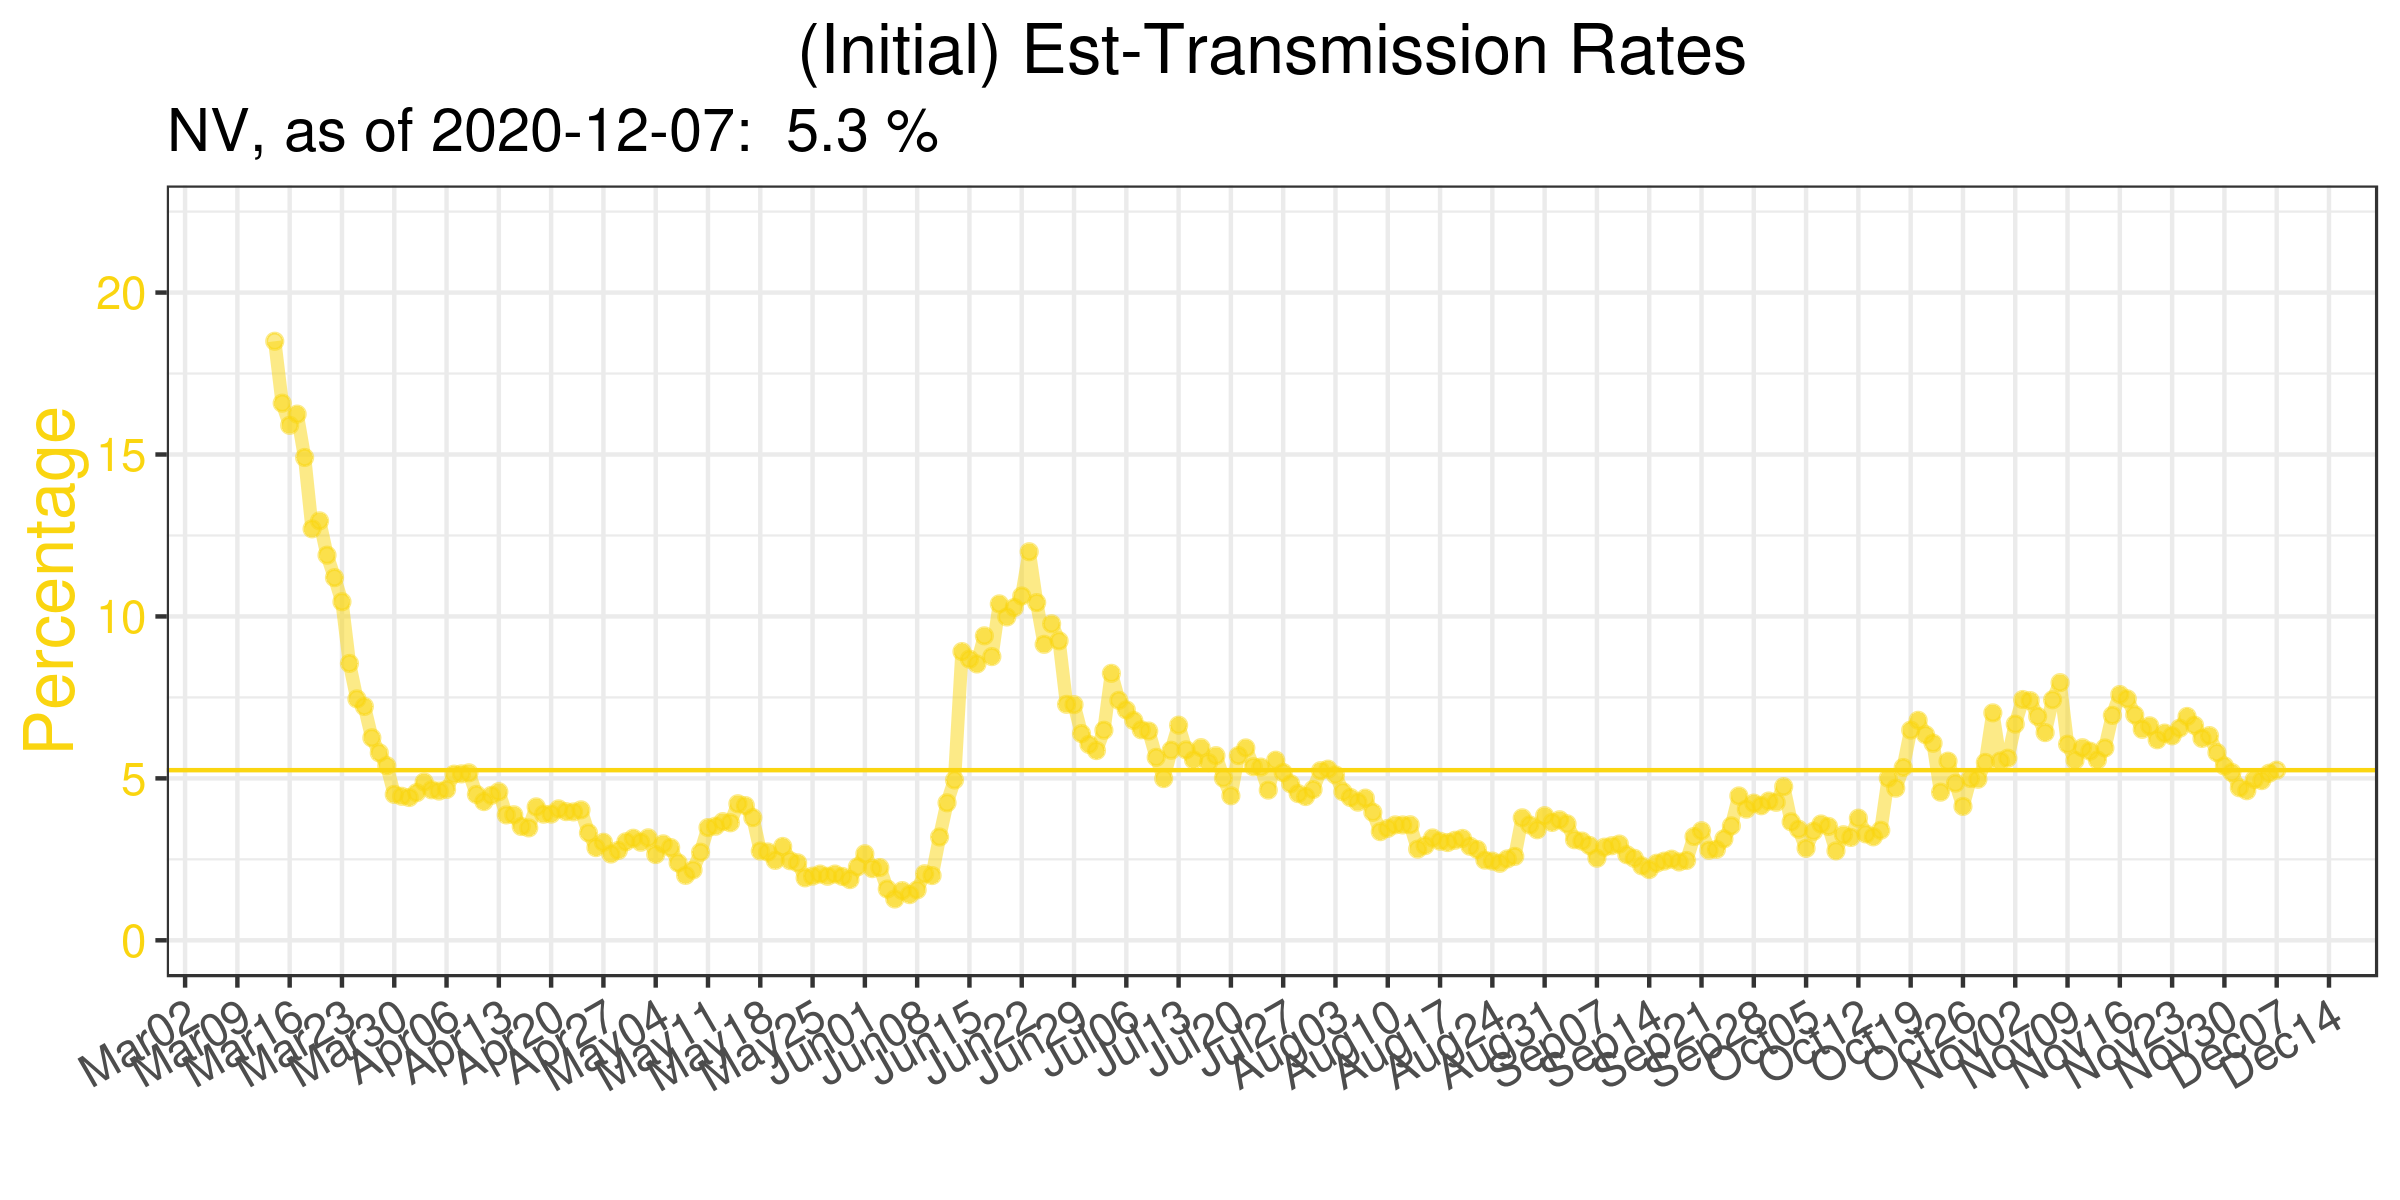 (Initial) Est-Transmission Rates
NV, as of 2020-12-07:  5.3 %
Percentage
20
15
10
5
0
Mar02
Mar09
Mar16
Mar23
Mar30
Apr06
Apr13
Apr20
Apr27
May04
May11
May18
May25
Jun01
Jun08
Jun15
Jun22
Jun29
Jul06
Jul13
Jul20
Jul27
Aug03
Aug10
Aug17
Aug24
Aug31
Sep07
Sep14
Sep21
Sep28
Oct05
Oct12
Oct19
Oct26
Nov02
Nov09
Nov16
Nov23
Nov30
Dec07
Dec14